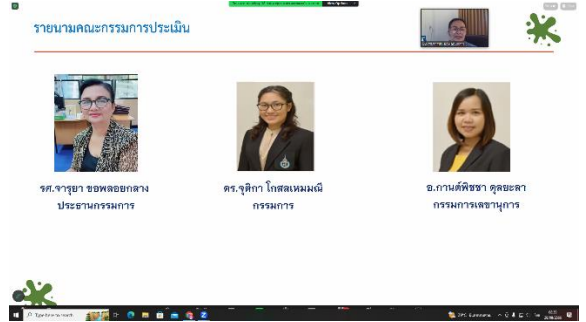 รายนามคณะกรรมการประเมิน
รศ.จารุยา ขอพลอยกลาง
ประธานกรรมการ
ดร.จุติกา โกศลเหมมณี
กรรมการ
อ.กานต์พิชชา ดุลยะลา
กรรมการเลขานุการ